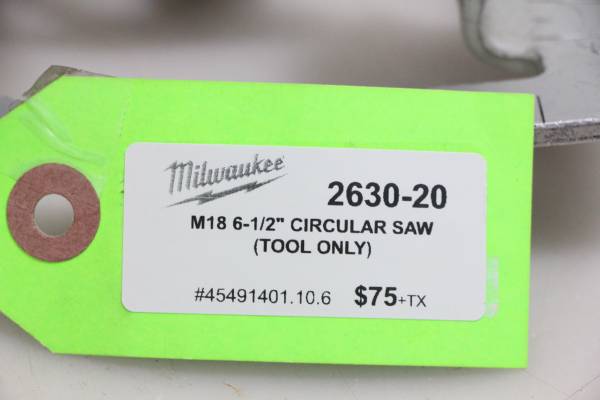 Milwaukee
2630-20
M18 6-1/2" CIRCULAR SAW
(TOOL ONLY)
#45491401.10.6 $75+TX